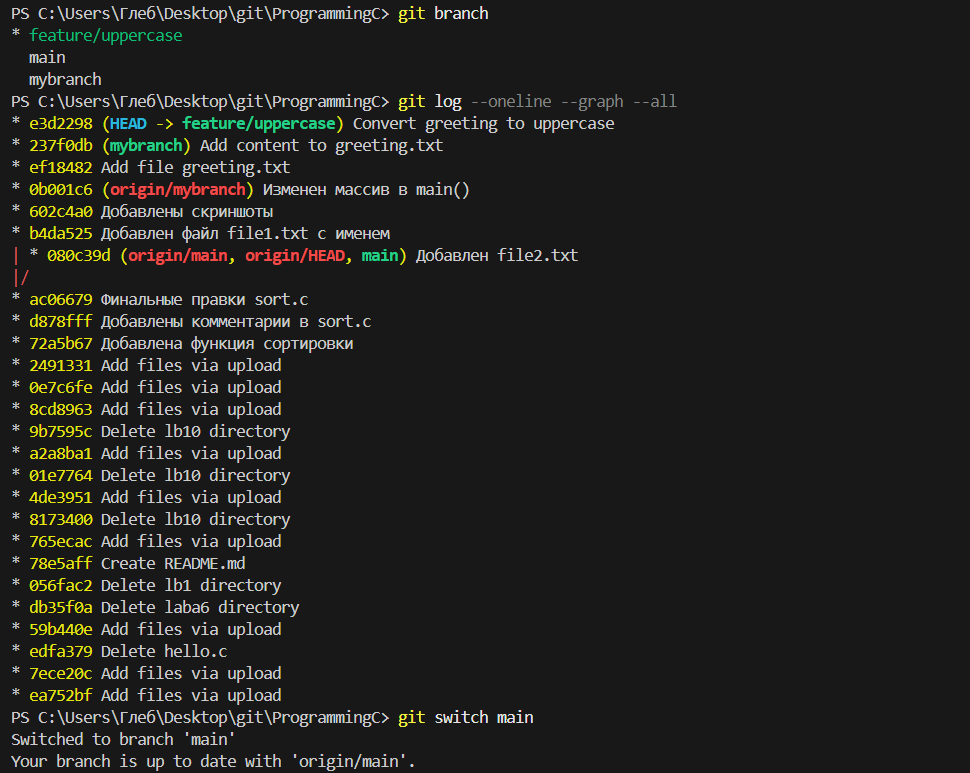 PS C:\Users\Глеб\Desktop\git\ProgrammingC> git branch
* feature/uppercase
  main
  mybranch
PS C:\Users\Глеб\Desktop\git\ProgrammingC> git log --oneline --graph --all
* e3d2298 (HEAD -> feature/uppercase) Convert greeting to uppercase
* 237f0db (mybranch) Add content to greeting.txt
* ef18482 Add file greeting.txt
* 0b001c6 (origin/mybranch) Изменен массив в main()
* 602c4a0 Добавлены скриншоты
* b4da525 Добавлен файл file1.txt с именем
| * 080c39d (origin/main, origin/HEAD, main) Добавлен file2.txt
|/
* ac06679 Финальные правки sort.c
* d878fff Добавлены комментарии в sort.c
* 72a5b67 Добавлена функция сортировки
* 2491331 Add files via upload
* 0e7c6fe Add files via upload
* 8cd8963 Add files via upload
* 9b7595c Delete lb10 directory
* a2a8ba1 Add files via upload
* 01e7764 Delete lb10 directory
* 4de3951 Add files via upload
* 8173400 Delete lb10 directory
* 765ecac Add files via upload
* 78e5aff Create README.md
* 056fac2 Delete lb1 directory
* db35f0a Delete laba6 directory
* 59b440e Add files via upload
* edfa379 Delete hello.c
* 7ece20c Add files via upload
* ea752bf Add files via upload
PS C:\Users\Глеб\Desktop\git\ProgrammingC> git switch main
Switched to branch 'main'
Your branch is up to date with 'origin/main'.